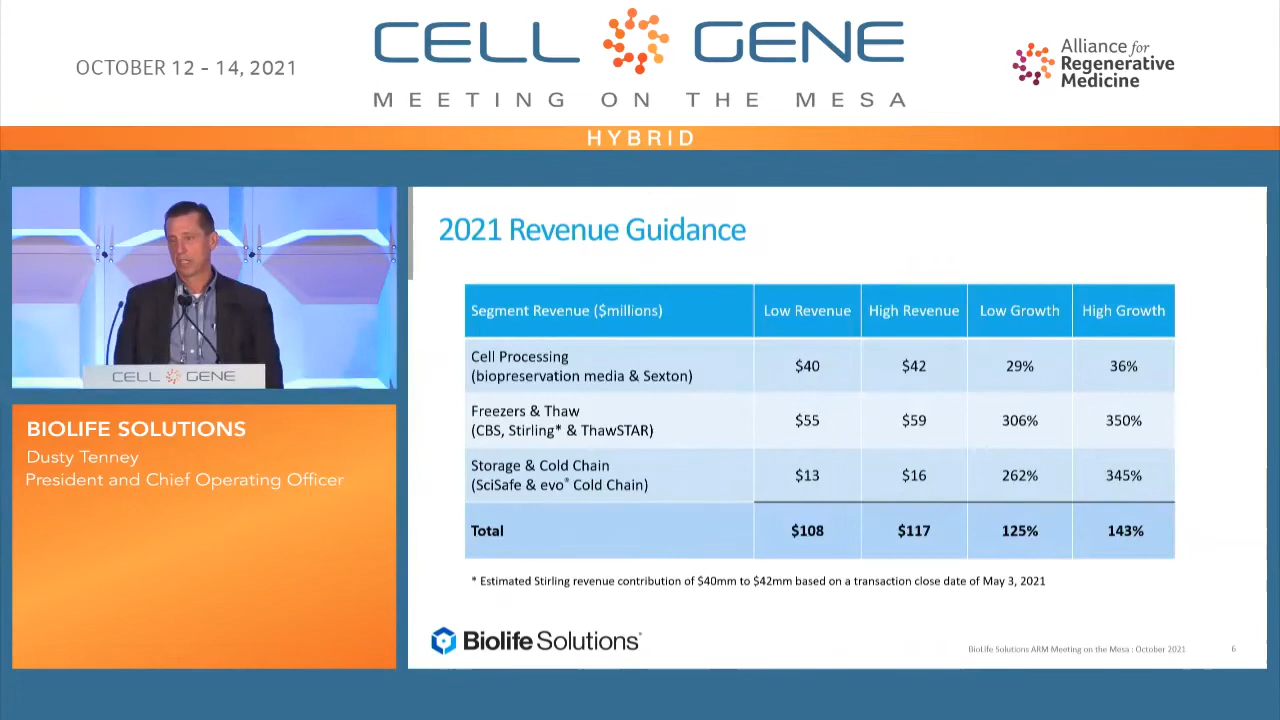 OCTOBER 12 - 14, 2021
CELL GENE
MEETING ON THE MESA
Alliance for
Regenerative
Medicine
HYBRID
CELL GENE
BIOLIFE SOLUTIONS
Dusty Tenney
President and Chief Operating Officer
2021 Revenue Guidance
Segment Revenue ($millions) Low Revenue High Revenue Low Growth High Growth
Cell Processing
(biopreservation media & Sexton) $40 $42 29% 36%
Freezers & Thaw
(CBS, Stirling* & ThawSTAR) $55 $59 306% 350%
Storage & Cold Chain
(SciSafe & evo* Cold Chain) $13 $16 262% 345%
Total $108 $117 125% 143%
* Estimated Stirling revenue contribution of $40mm to $42mm based on a transaction close date of May 3, 2021
Biolife Solutions
BioLife Solutions ARM Meeting on the Mesa : October 2021 6